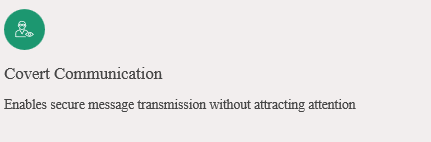 Covert Communication
Enables secure message transmission without attracting attention